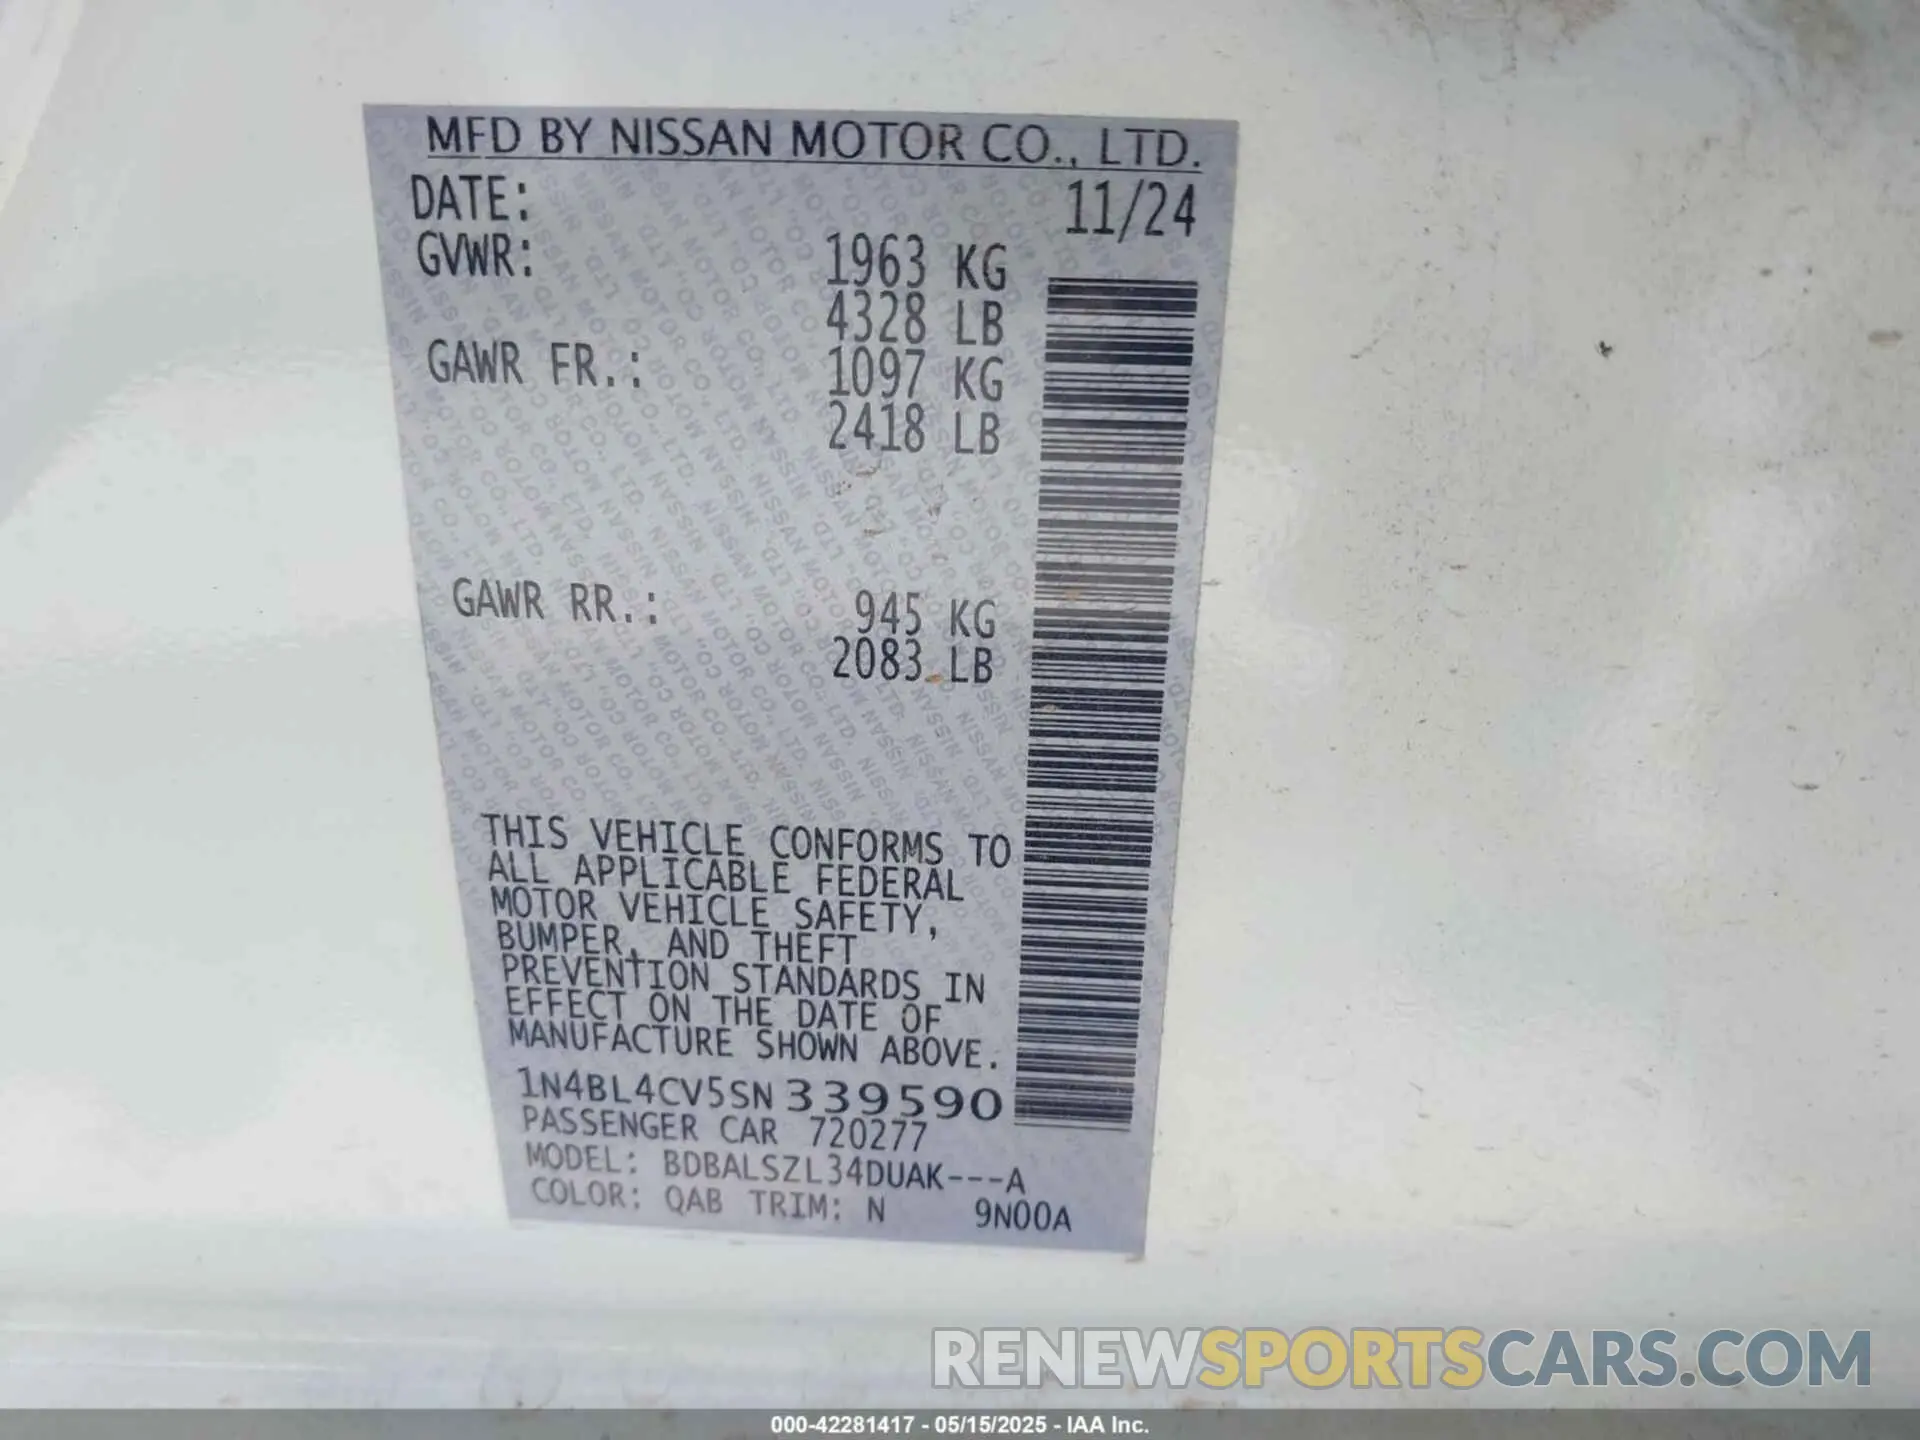 MFD BY NISSAN MOTOR CO., LTD.
DATE: 11/24
GVWR: 1963 KG
4328 LB
GAWR FR.: 1097 KG
2418 LB
GAWR RR.: 945 KG
2083 LB
THIS VEHICLE CONFORMS TO
ALL APPLICABLE FEDERAL
MOTOR VEHICLE SAFETY,
BUMPER, AND THEFT
PREVENTION STANDARDS IN
EFFECT ON THE DATE OF
MANUFACTURE SHOWN ABOVE.
1N4BL4CV5SN339590
PASSENGER CAR 720277
MODEL: BDBALSZL34DUAK---A
COLOR: QAB TRIM: N 9N00A
RENEWSPORTSCARS.COM
000-42281417 - 05/15/2025 - IAA Inc.